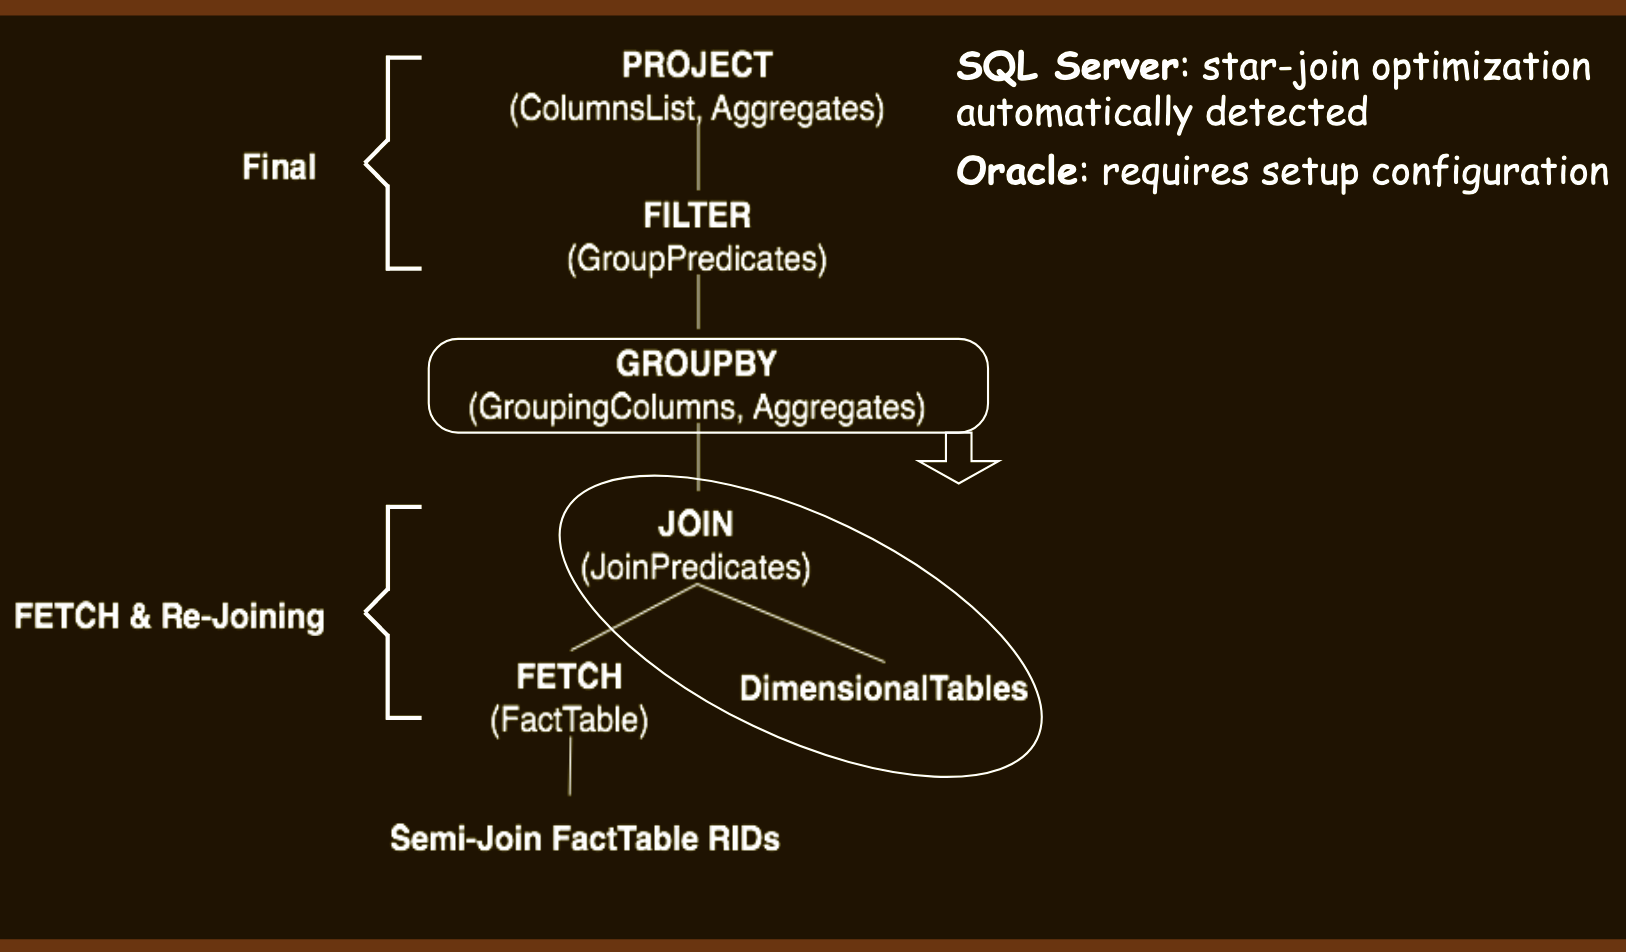 PROJECT
(ColumnsList, Aggregates)
SQL Server: star-join optimization
automatically detected
Oracle: requires setup configuration
Final
FILTER
(GroupPredicates)
GROUPBY
(GroupingColumns, Aggregates)
JOIN
(JoinPredicates)
FETCH & Re-Joining
FETCH
(FactTable)
DimensionalTables
Semi-Join FactTable RIDs